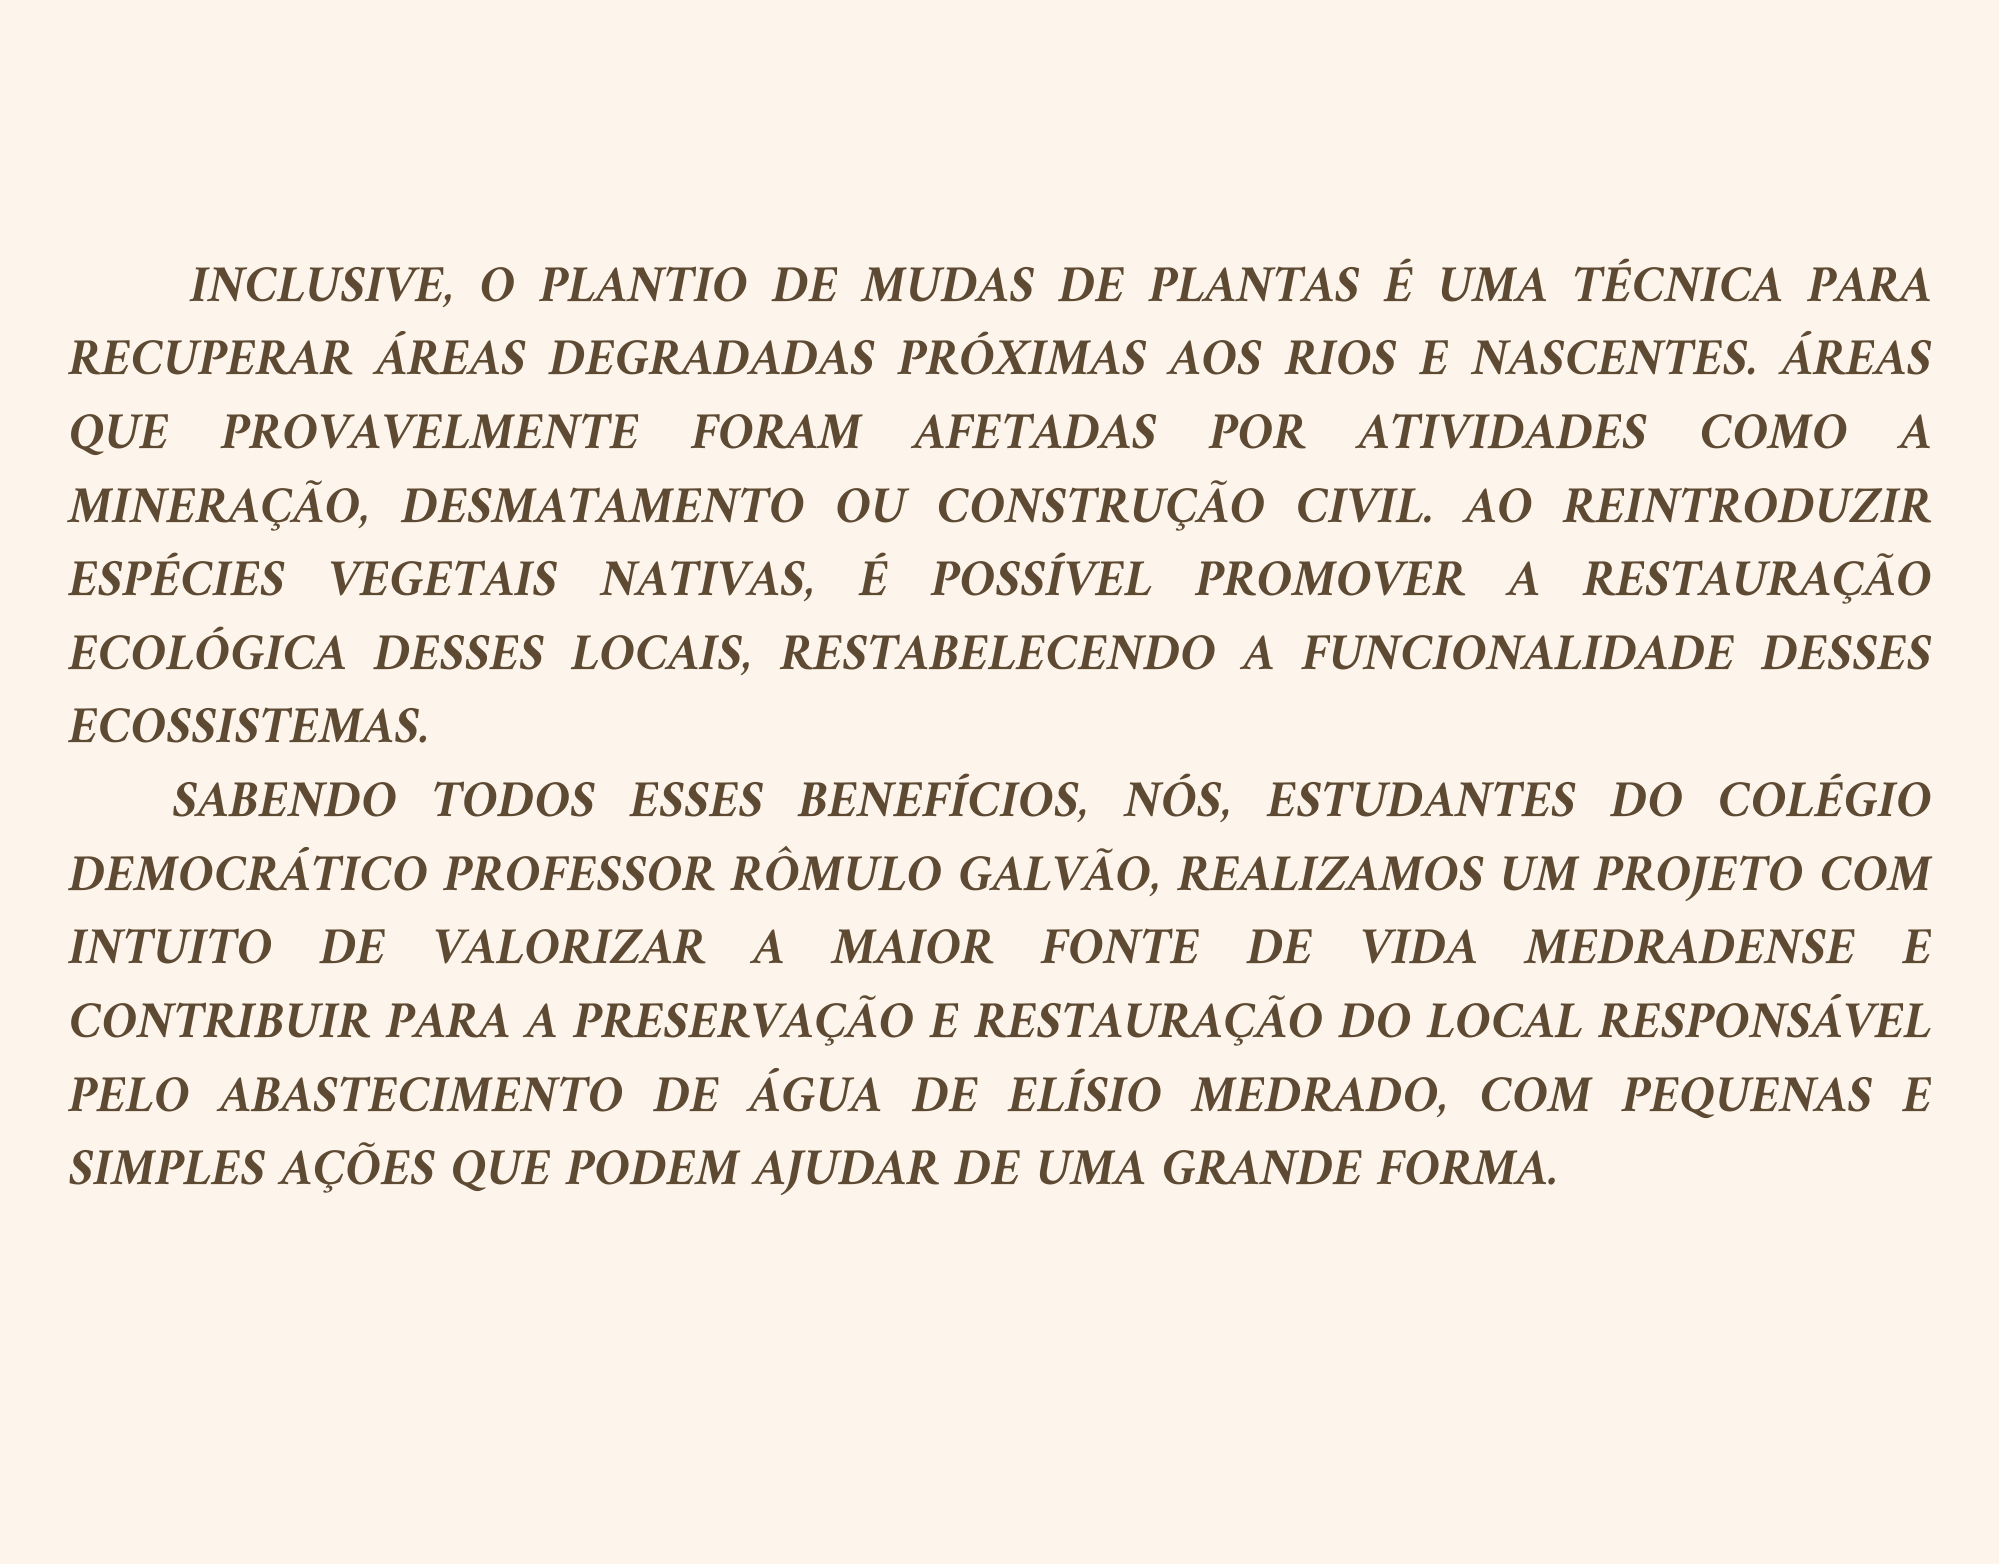 INCLUSIVE, O PLANTIO DE MUDAS DE PLANTAS É UMA TÉCNICA PARA
RECUPERAR ÁREAS DEGRADADAS PRÓXIMAS AOS RIOS E NASCENTES. ÁREAS
QUE PROVAVELMENTE FORAM AFETADAS POR ATIVIDADES COMO A
MINERAÇÃO, DESMATAMENTO OU CONSTRUÇÃO CIVIL. AO REINTRODUZIR
ESPÉCIES VEGETAIS NATIVAS, É POSSÍVEL PROMOVER A RESTAURAÇÃO
ECOLÓGICA DESSES LOCAIS, RESTABELECENDO A FUNCIONALIDADE DESSES
ECOSSISTEMAS.
SABENDO TODOS ESSES BENEFÍCIOS, NÓS, ESTUDANTES DO COLÉGIO
DEMOCRÁTICO PROFESSOR RÔMULO GALVÃO, REALIZAMOS UM PROJETO COM
INTUITO DE VALORIZAR A MAIOR FONTE DE VIDA MEDRADENSE E
CONTRIBUIR PARA A PRESERVAÇÃO E RESTAURAÇÃO DO LOCAL RESPONSÁVEL
PELO ABASTECIMENTO DE ÁGUA DE ELÍSIO MEDRADO, COM PEQUENAS E
SIMPLES AÇÕES QUE PODEM AJUDAR DE UMA GRANDE FORMA.